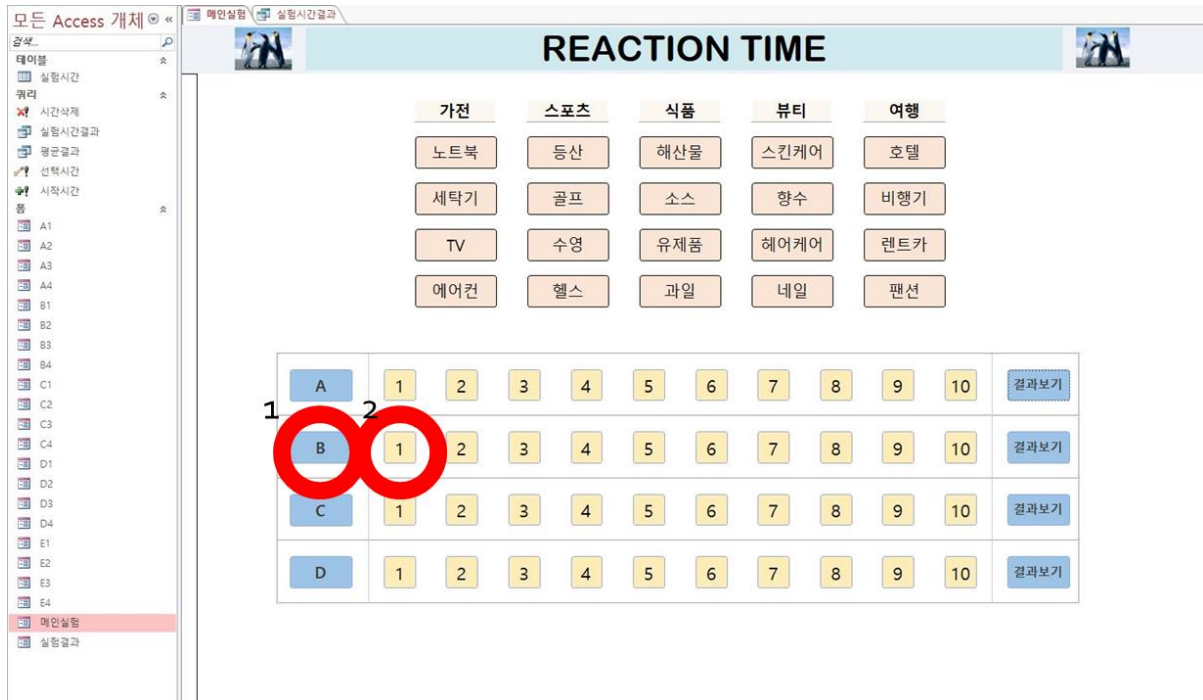 모든 Access 개체
검색...
테이블
실험시간
쿼리
시간삭제
실험시간결과
평균결과
선택시간
시작시간
폼
A1
A2
A3
A4
B1
B2
B3
B4
C1
C2
C3
C4
D1
D2
D3
D4
E1
E2
E3
E4
메인실험
실험결과
메인실험 실험시간결과
REACTION TIME
가전 스포츠 식품 뷰티 여행
노트북 등산 해산물 스킨케어 호텔
세탁기 골프 소스 향수 비행기
TV 수영 유제품 헤어케어 렌트카
에어컨 헬스 과일 네일 팬션
A 1 2 3 4 5 6 7 8 9 10 결과보기
1 2
B 1 2 3 4 5 6 7 8 9 10 결과보기
C 1 2 3 4 5 6 7 8 9 10 결과보기
D 1 2 3 4 5 6 7 8 9 10 결과보기